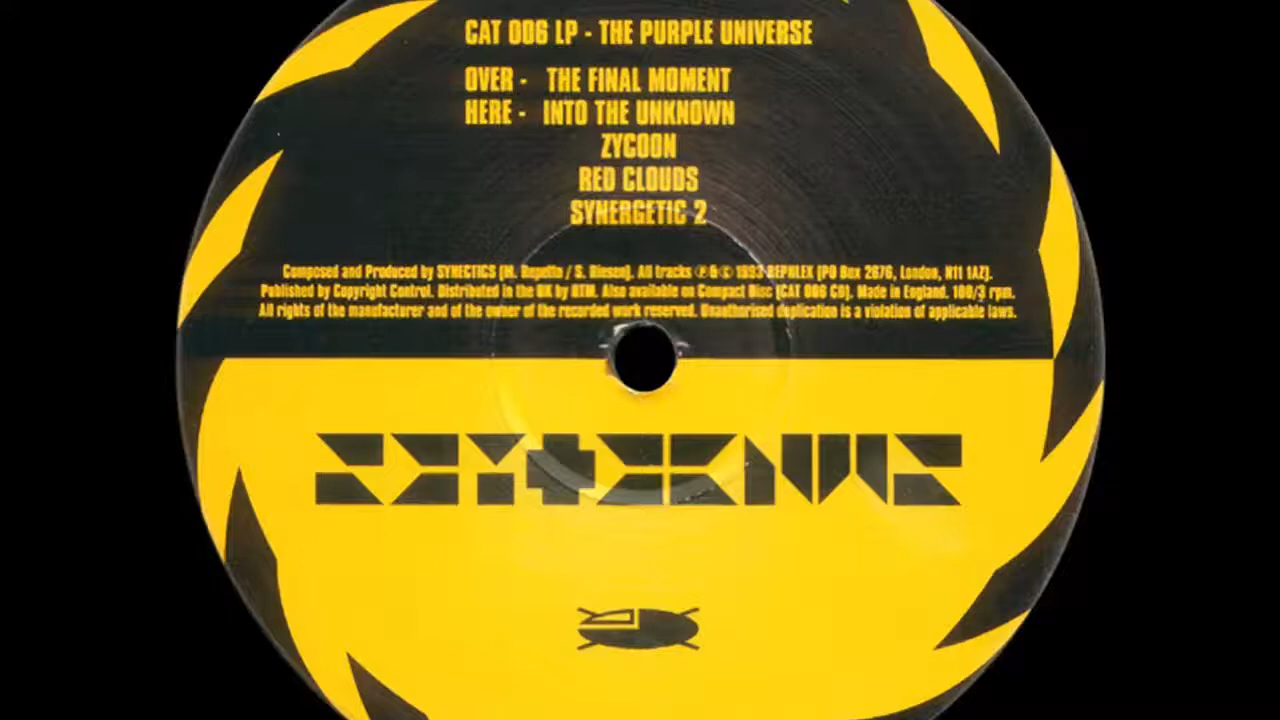 CAT 006 LP - THE PURPLE UNIVERSE
OVER - THE FINAL MOMENT
HERE - INTO THE UNKNOWN
ZYCOON
RED CLOUDS
SYNERGETIC 2
Composed and Produced by SYNECTICS (M. Repetto / S. Riesen). All tracks ℗ & © 1993 REPHLEX (PO Box 2676, London, N11 1AZ).
Published by Copyright Control. Distributed in the UK by RTM. Also available on Compact Disc (CAT 006 CD). Made in England. 100/3 rpm.
All rights of the manufacturer and of the owner of the recorded work reserved. Unauthorised duplication is a violation of applicable laws.